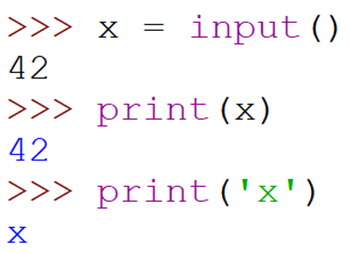 >>> x = input()
42
>>> print(x)
42
>>> print('x')
x